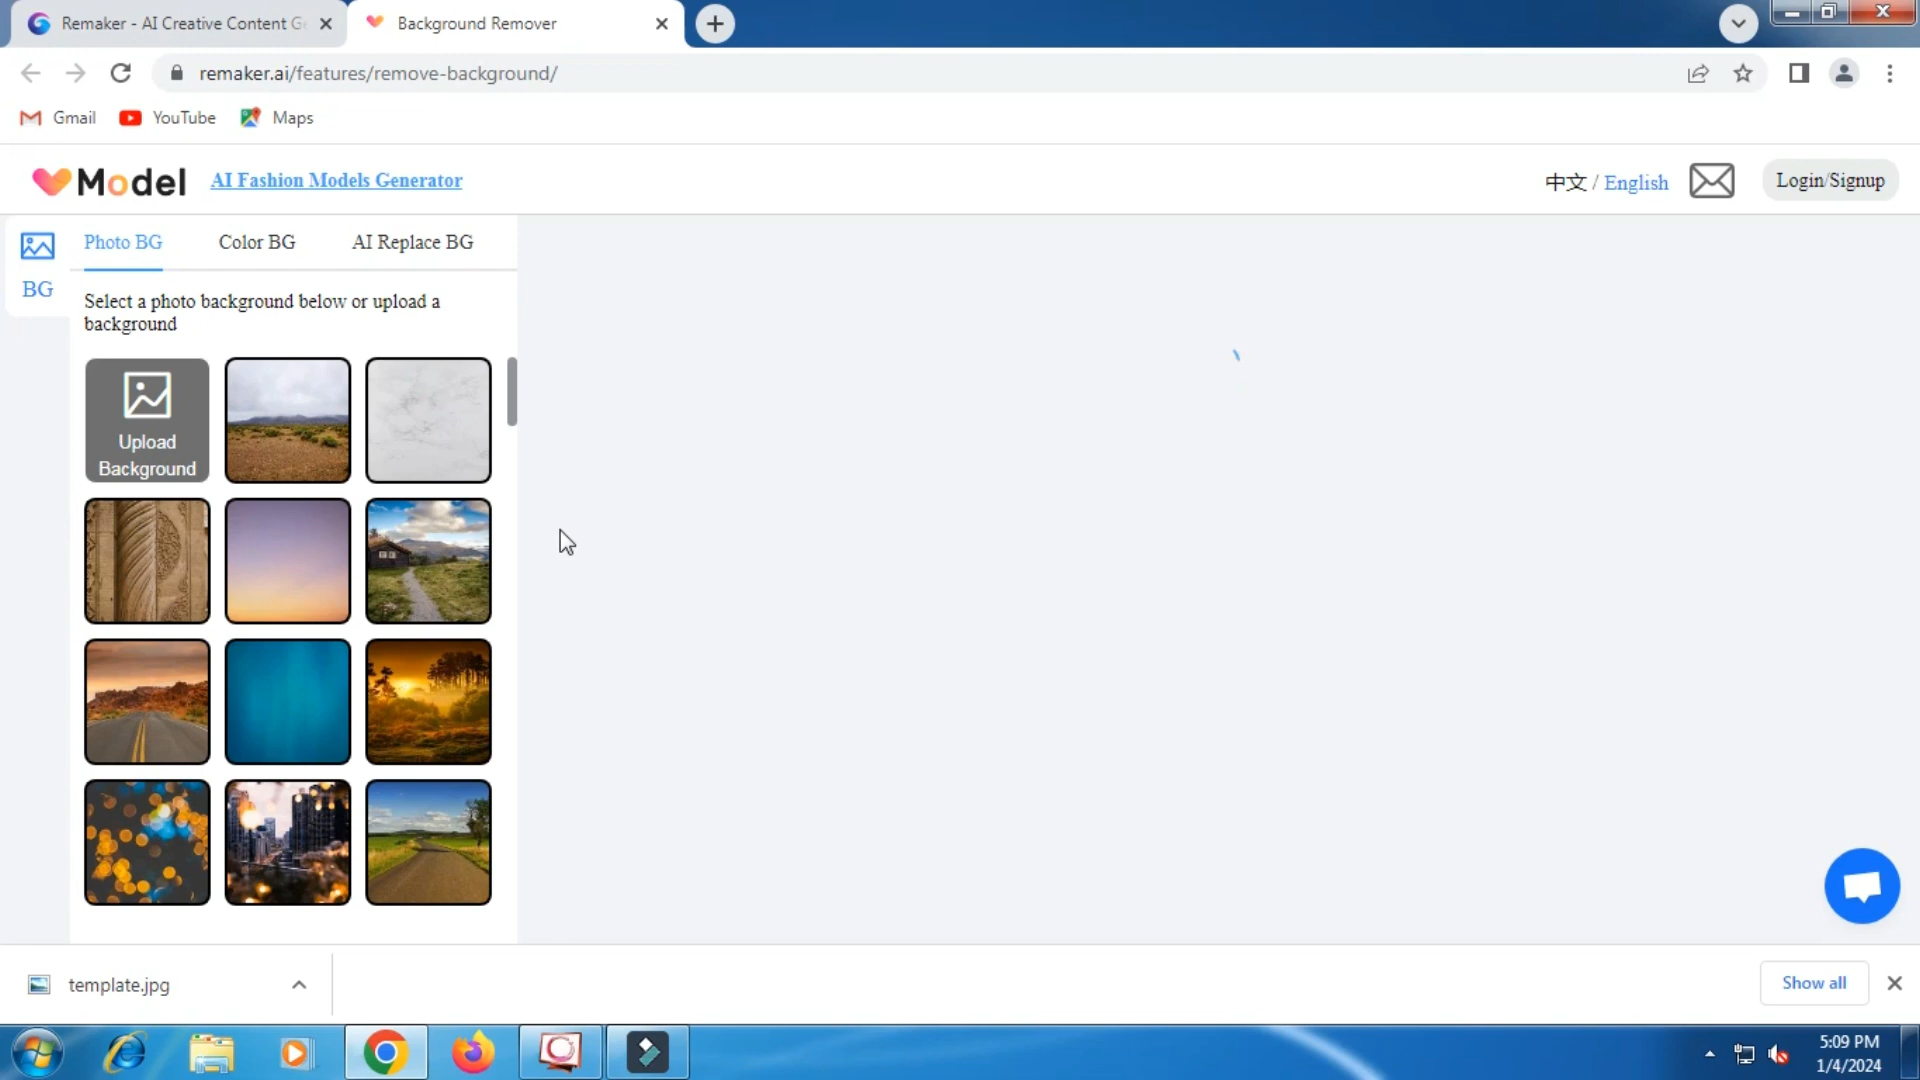 Remaker - AI Creative Content Ge
Background Remover
remaker.ai/features/remove-background/
Gmail
YouTube
Maps
Model
AI Fashion Models Generator
中文 / English
Login/Signup
BG
Photo BG
Color BG
AI Replace BG
Select a photo background below or upload a
background
Upload
Background
template.jpg
Show all
5:09 PM
1/4/2024